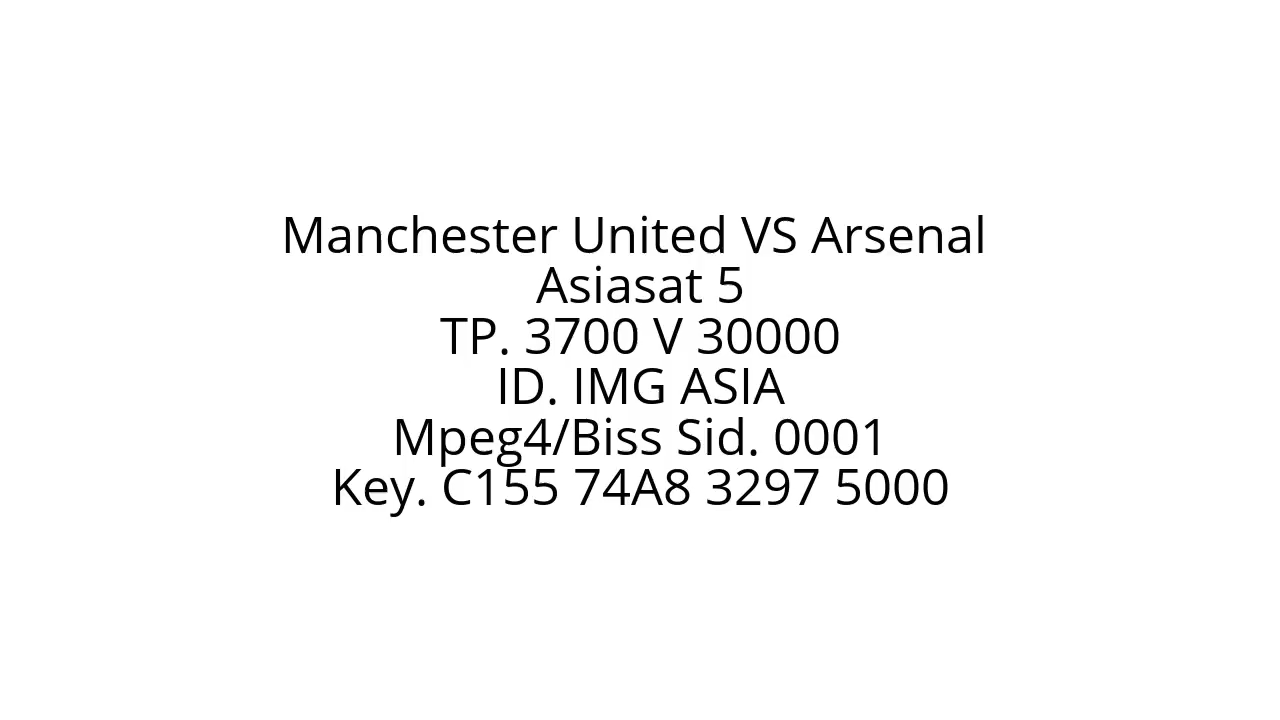 Manchester United VS Arsenal
Asiasat 5
TP. 3700 V 30000
ID. IMG ASIA
Mpeg4/Biss Sid. 0001
Key. C155 74A8 3297 5000